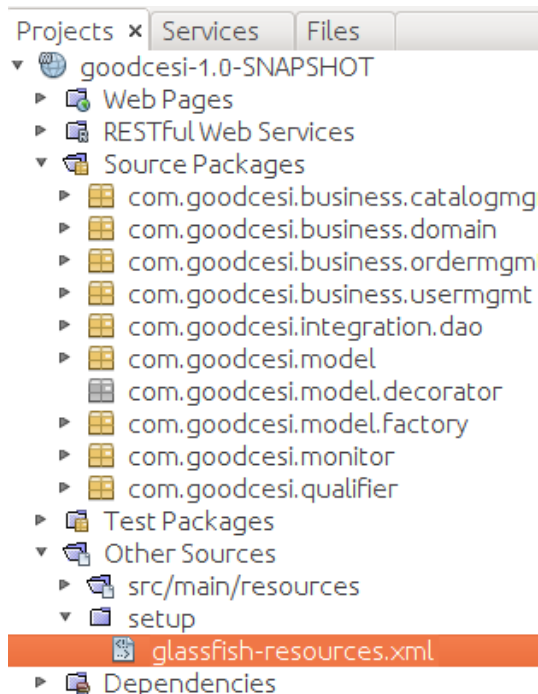 Projects × Services Files
goodcesi-1.0-SNAPSHOT
Web Pages
RESTful Web Services
Source Packages
com.goodcesi.business.catalogmg
com.goodcesi.business.domain
com.goodcesi.business.ordermgm
com.goodcesi.business.usermgmt
com.goodcesi.integration.dao
com.goodcesi.model
com.goodcesi.model.decorator
com.goodcesi.model.factory
com.goodcesi.monitor
com.goodcesi.qualifier
Test Packages
Other Sources
src/main/resources
setup
glassfish-resources.xml
Dependencies